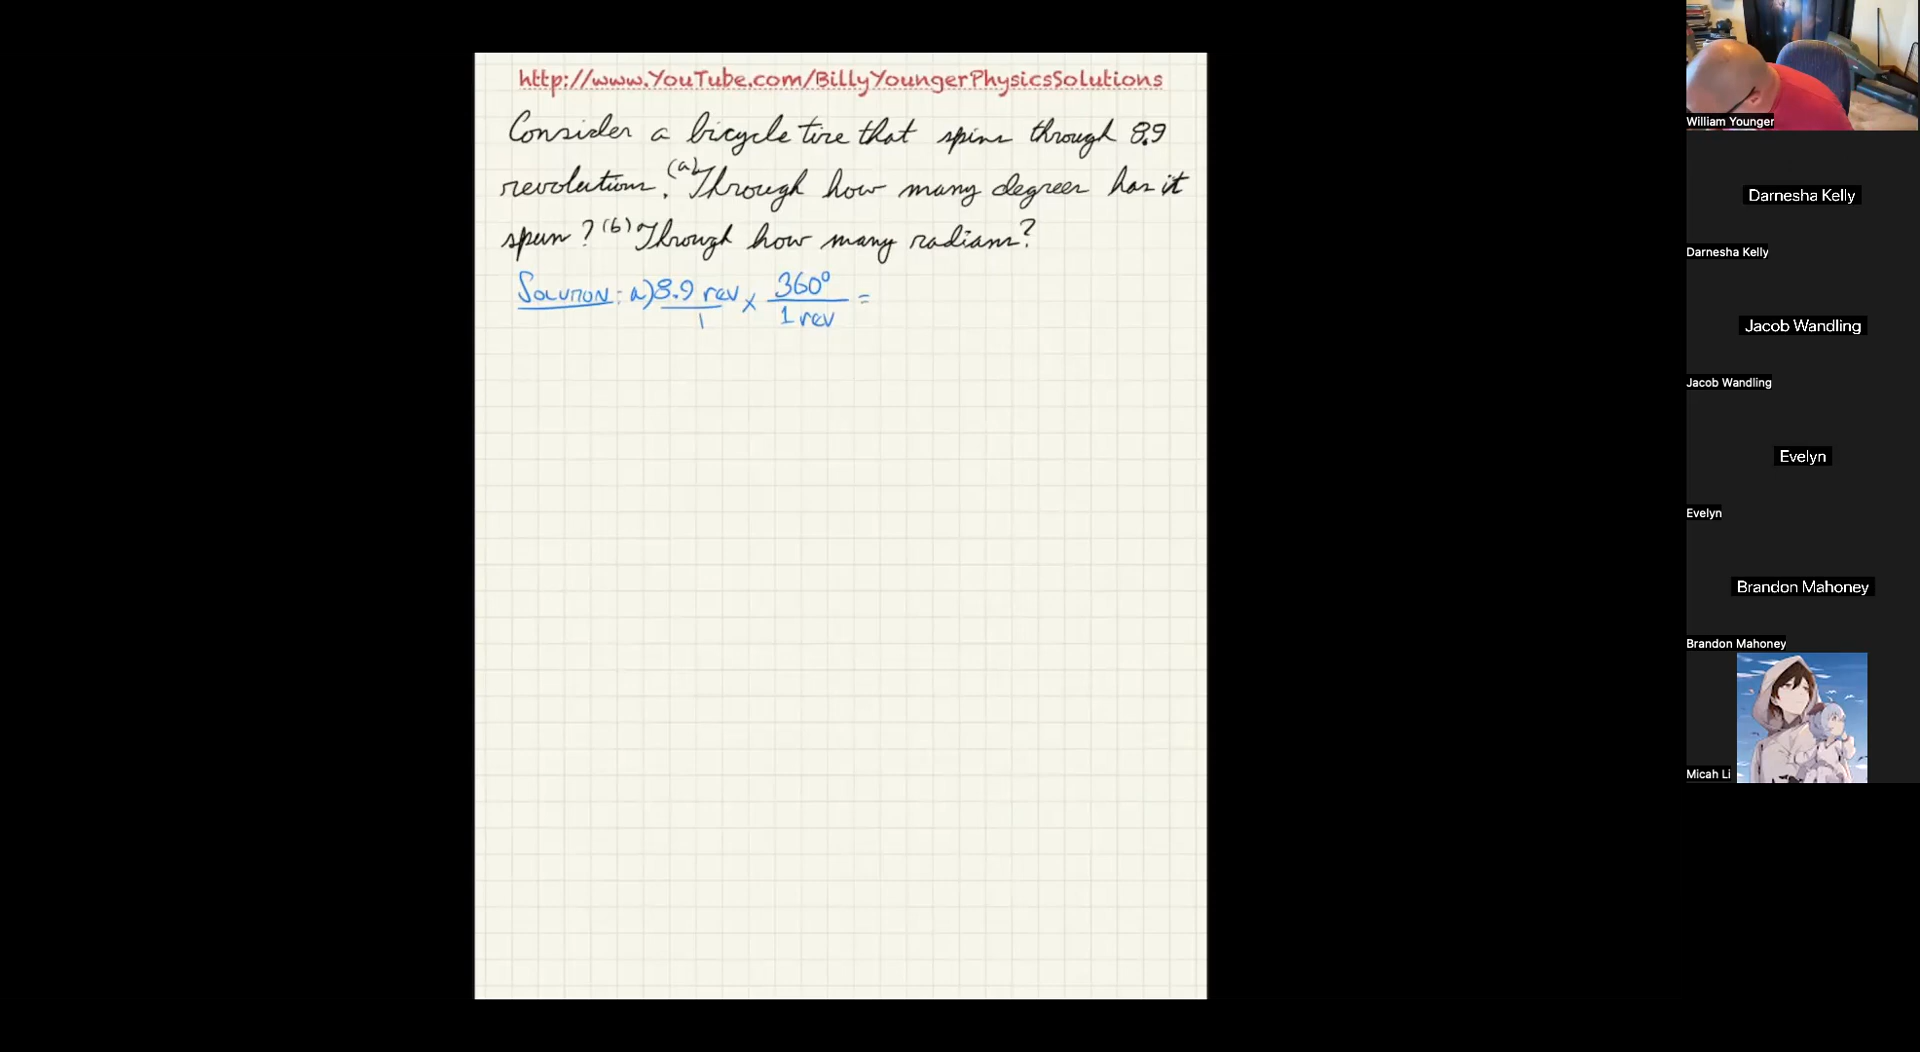 http://www.YouTube.com/BillyYoungerPhysicsSolutions
Consider a bicycle tire that spins through 8.9
revolutions. (a) Through how many degrees has it
spun? (b) Through how many radians?
SOLUTION: a) 8.9 rev/1 × 360°/1 rev =
William Younger
Darnesha Kelly
Darnesha Kelly
Jacob Wandling
Jacob Wandling
Evelyn
Evelyn
Brandon Mahoney
Brandon Mahoney
Micah Li